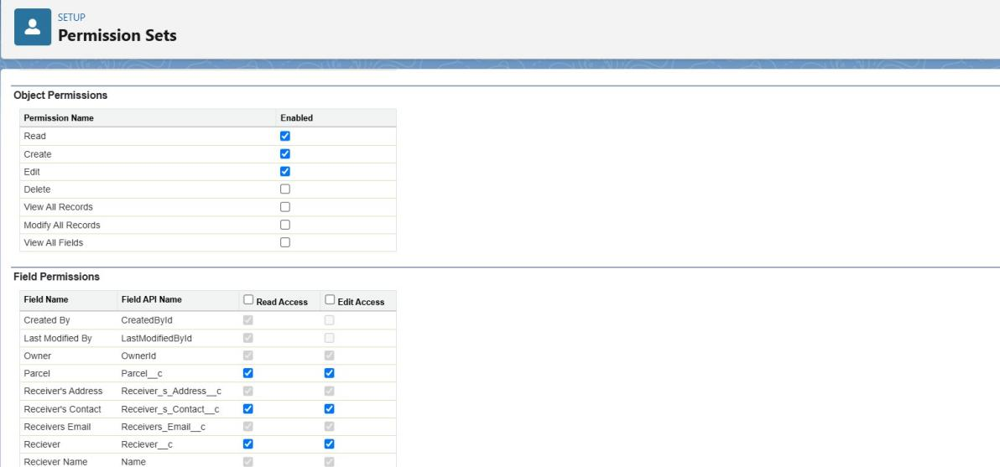 SETUP
Permission Sets
Object Permissions
Permission Name Enabled
Read
Create
Edit
Delete
View All Records
Modify All Records
View All Fields
Field Permissions
Field Name Field API Name Read Access Edit Access
Created By CreatedById
Last Modified By LastModifiedById
Owner OwnerId
Parcel Parcel__c
Receiver's Address Receiver_s_Address__c
Receiver's Contact Receiver_s_Contact__c
Receivers Email Receivers_Email__c
Reciever Reciever__c
Reciever Name Name